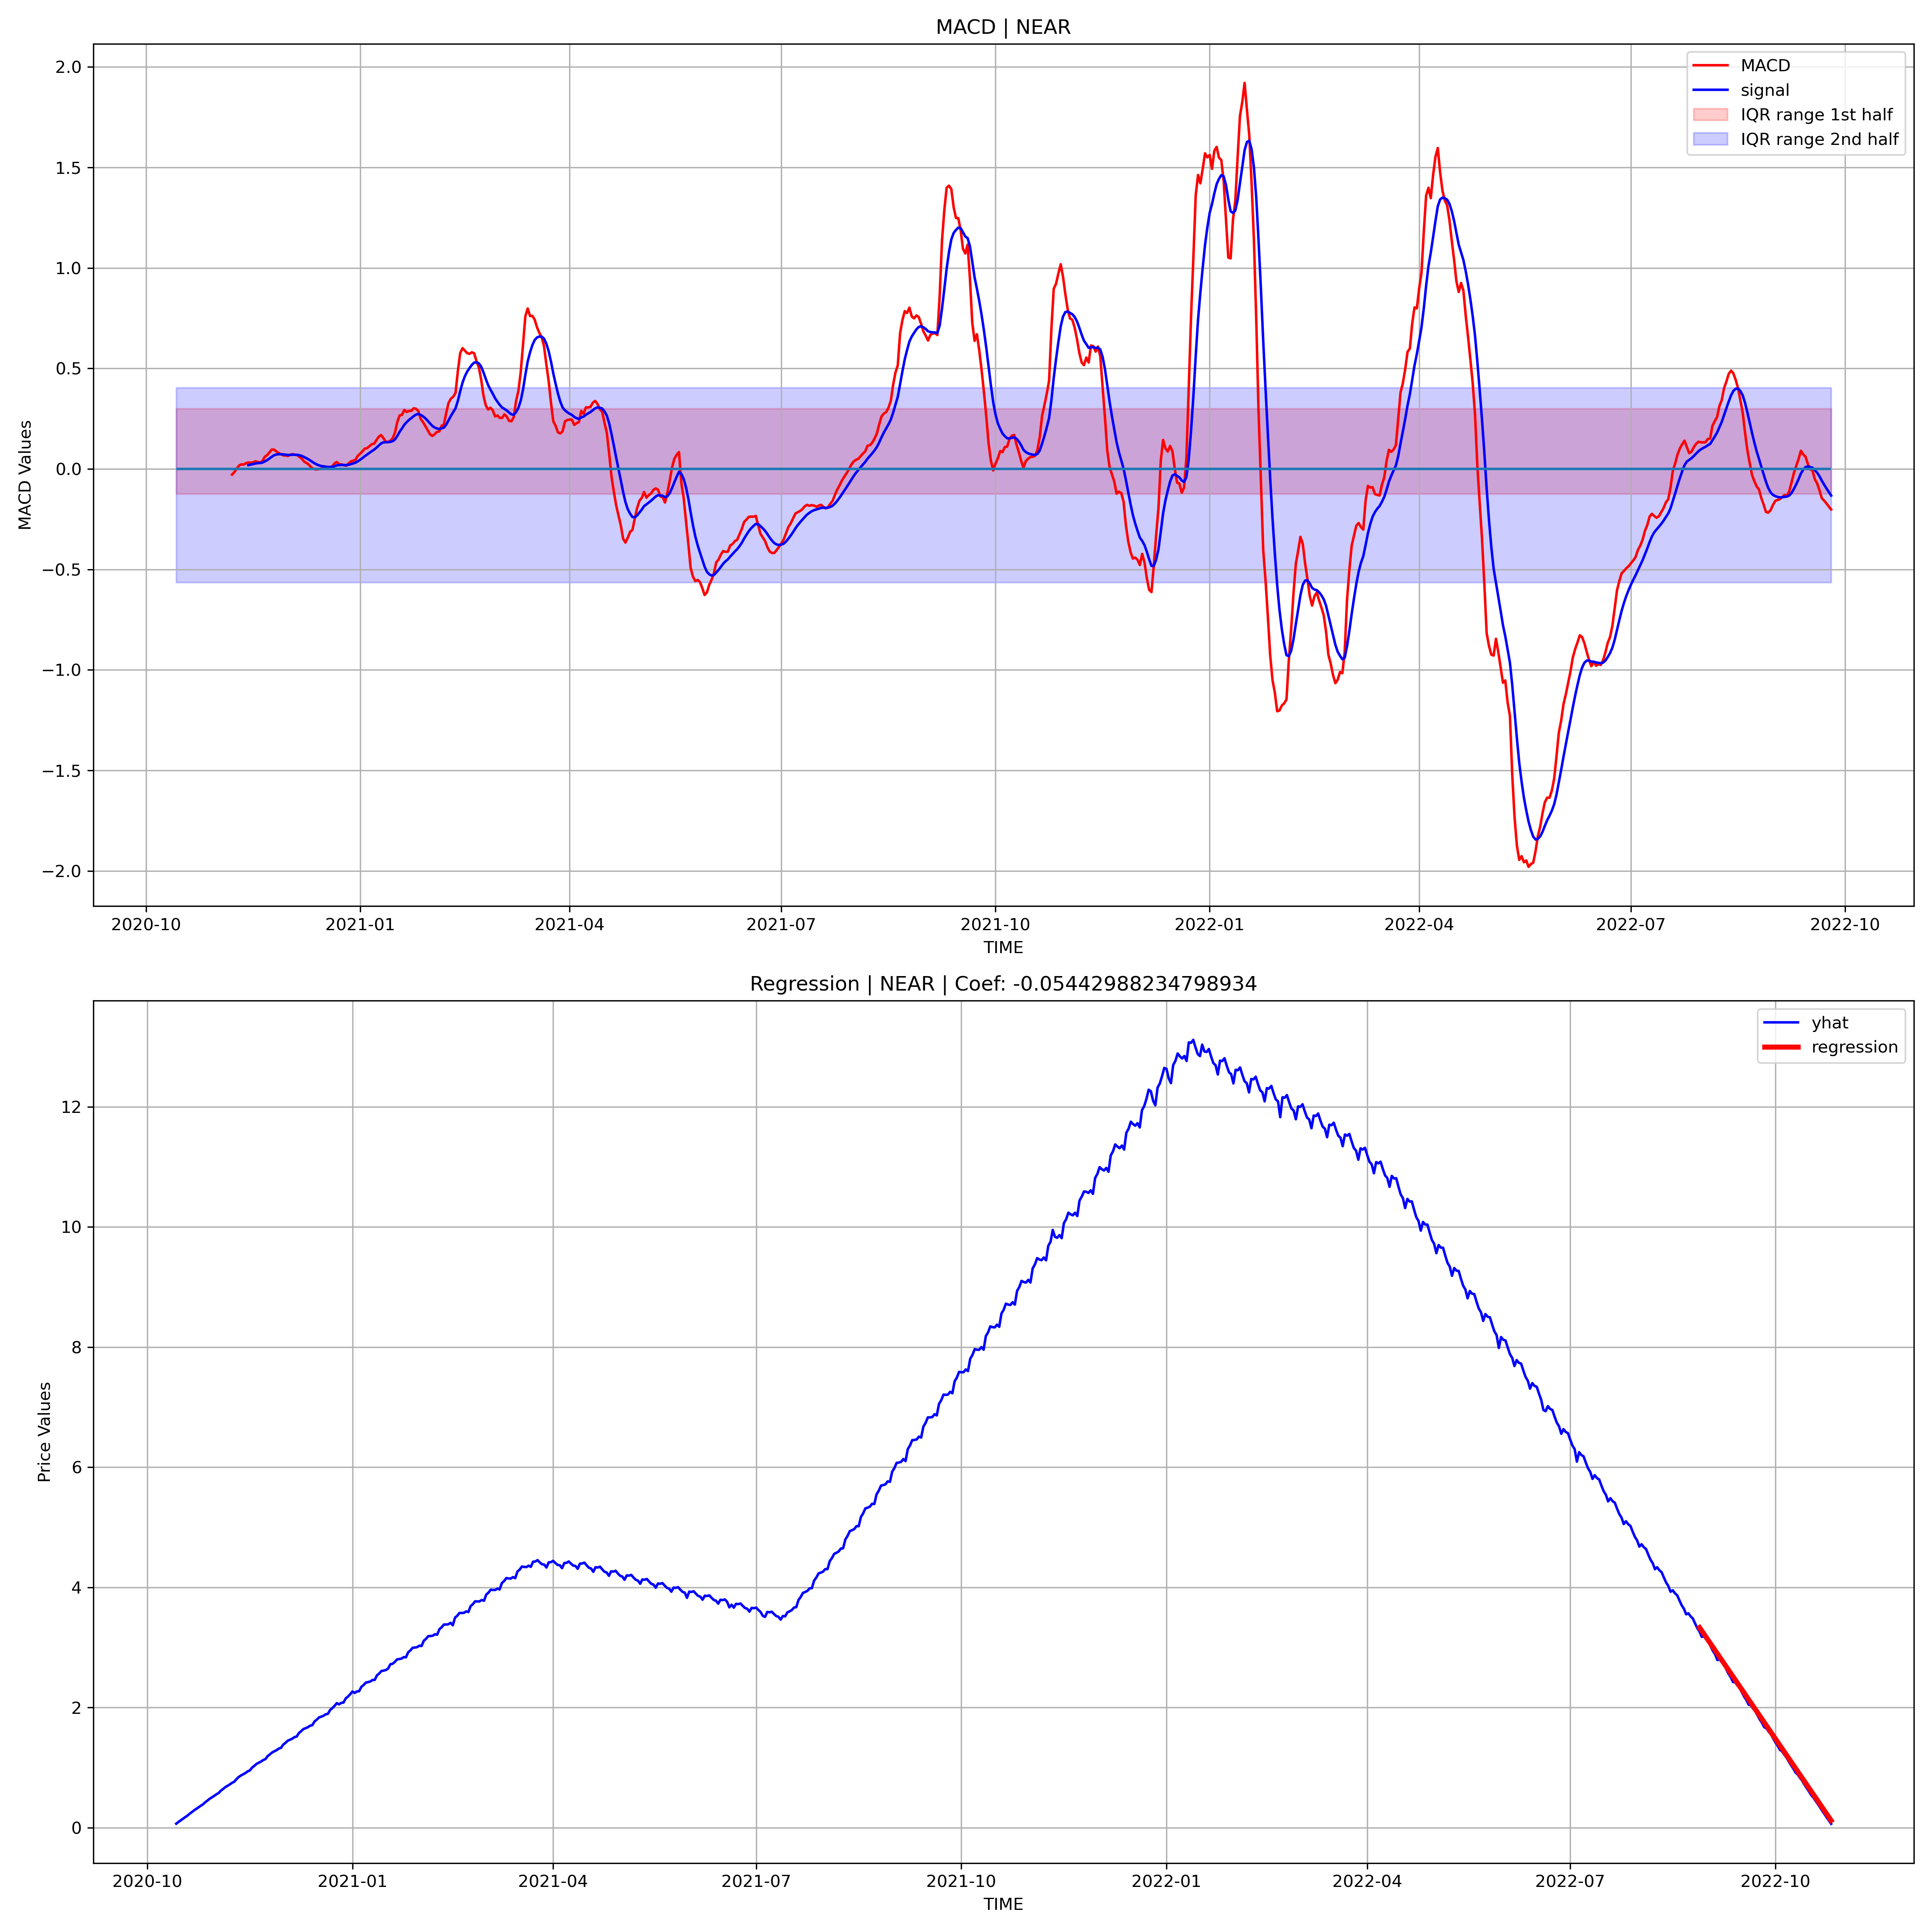 MACD | NEAR
2.0
1.5
1.0
0.5
0.0
−0.5
−1.0
−1.5
−2.0
MACD Values
MACD
signal
IQR range 1st half
IQR range 2nd half
2020-10 2021-01 2021-04 2021-07 2021-10 2022-01 2022-04 2022-07 2022-10
TIME
Regression | NEAR | Coef: -0.05442988234798934
12
10
8
6
4
2
0
Price Values
yhat
regression
2020-10 2021-01 2021-04 2021-07 2021-10 2022-01 2022-04 2022-07 2022-10
TIME